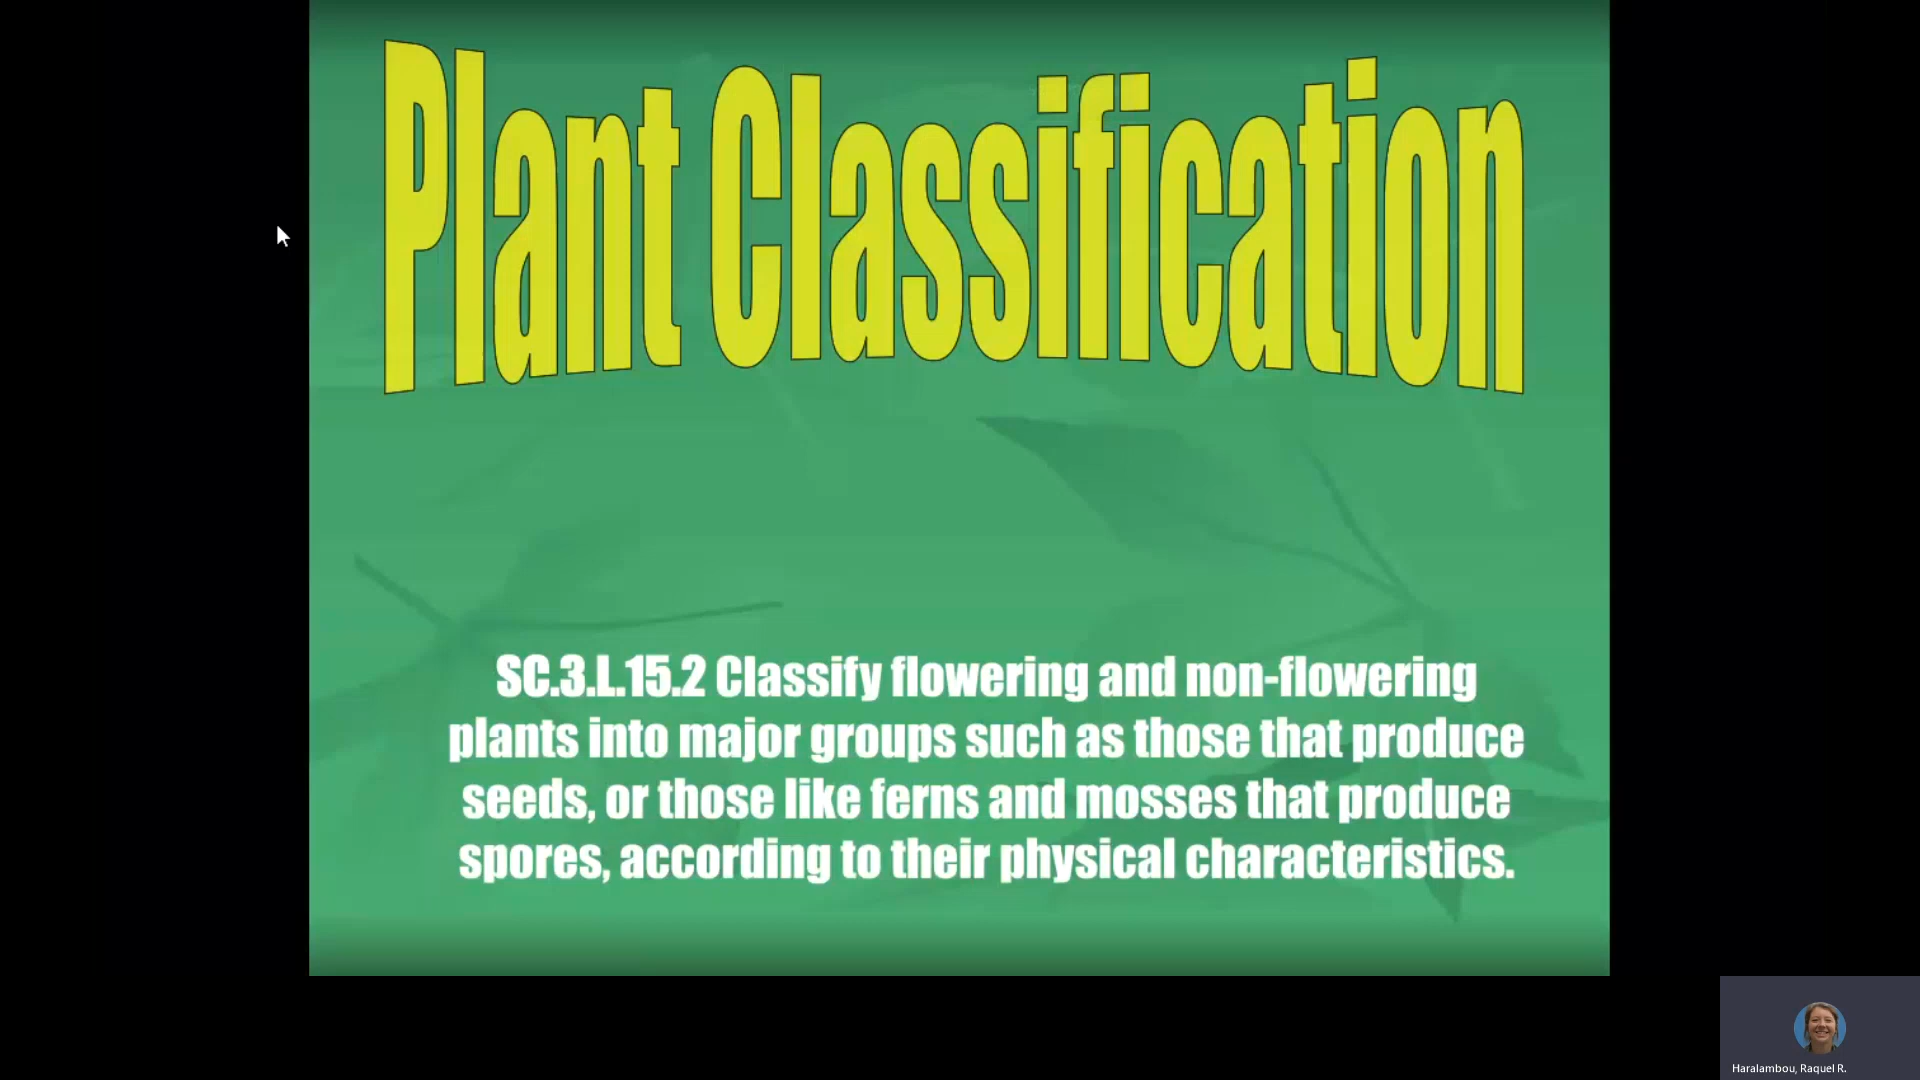 Plant Classification
SC.3.L.15.2 Classify flowering and non-flowering
plants into major groups such as those that produce
seeds, or those like ferns and mosses that produce
spores, according to their physical characteristics.
Haralambou, Raquel R.